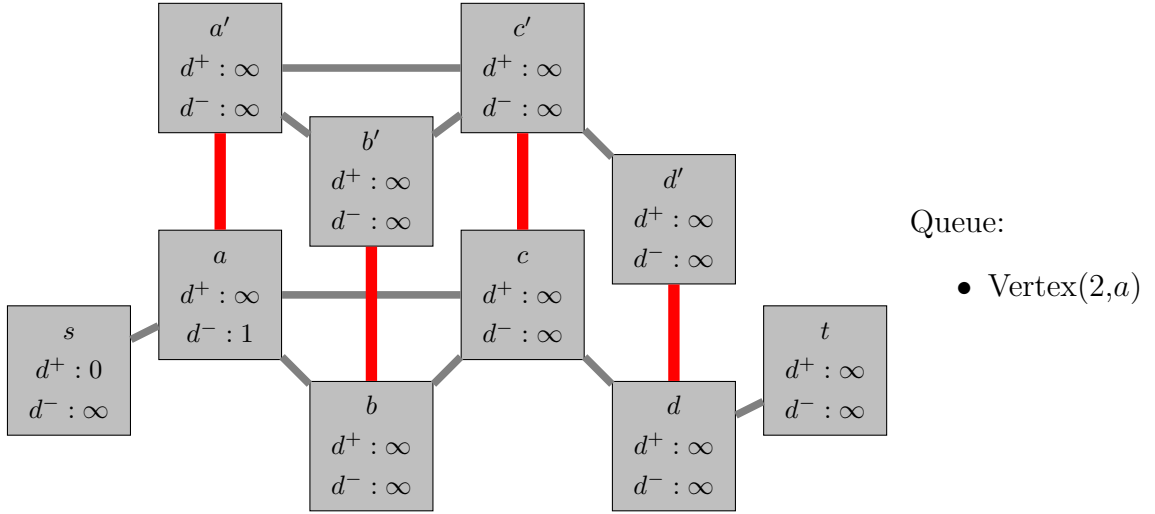 a′
d⁺ : ∞
d⁻ : ∞
c′
d⁺ : ∞
d⁻ : ∞
b′
d⁺ : ∞
d⁻ : ∞
d′
d⁺ : ∞
d⁻ : ∞
a
d⁺ : ∞
d⁻ : 1
c
d⁺ : ∞
d⁻ : ∞
s
d⁺ : 0
d⁻ : ∞
t
d⁺ : ∞
d⁻ : ∞
b
d⁺ : ∞
d⁻ : ∞
d
d⁺ : ∞
d⁻ : ∞
Queue:
• Vertex(2,a)